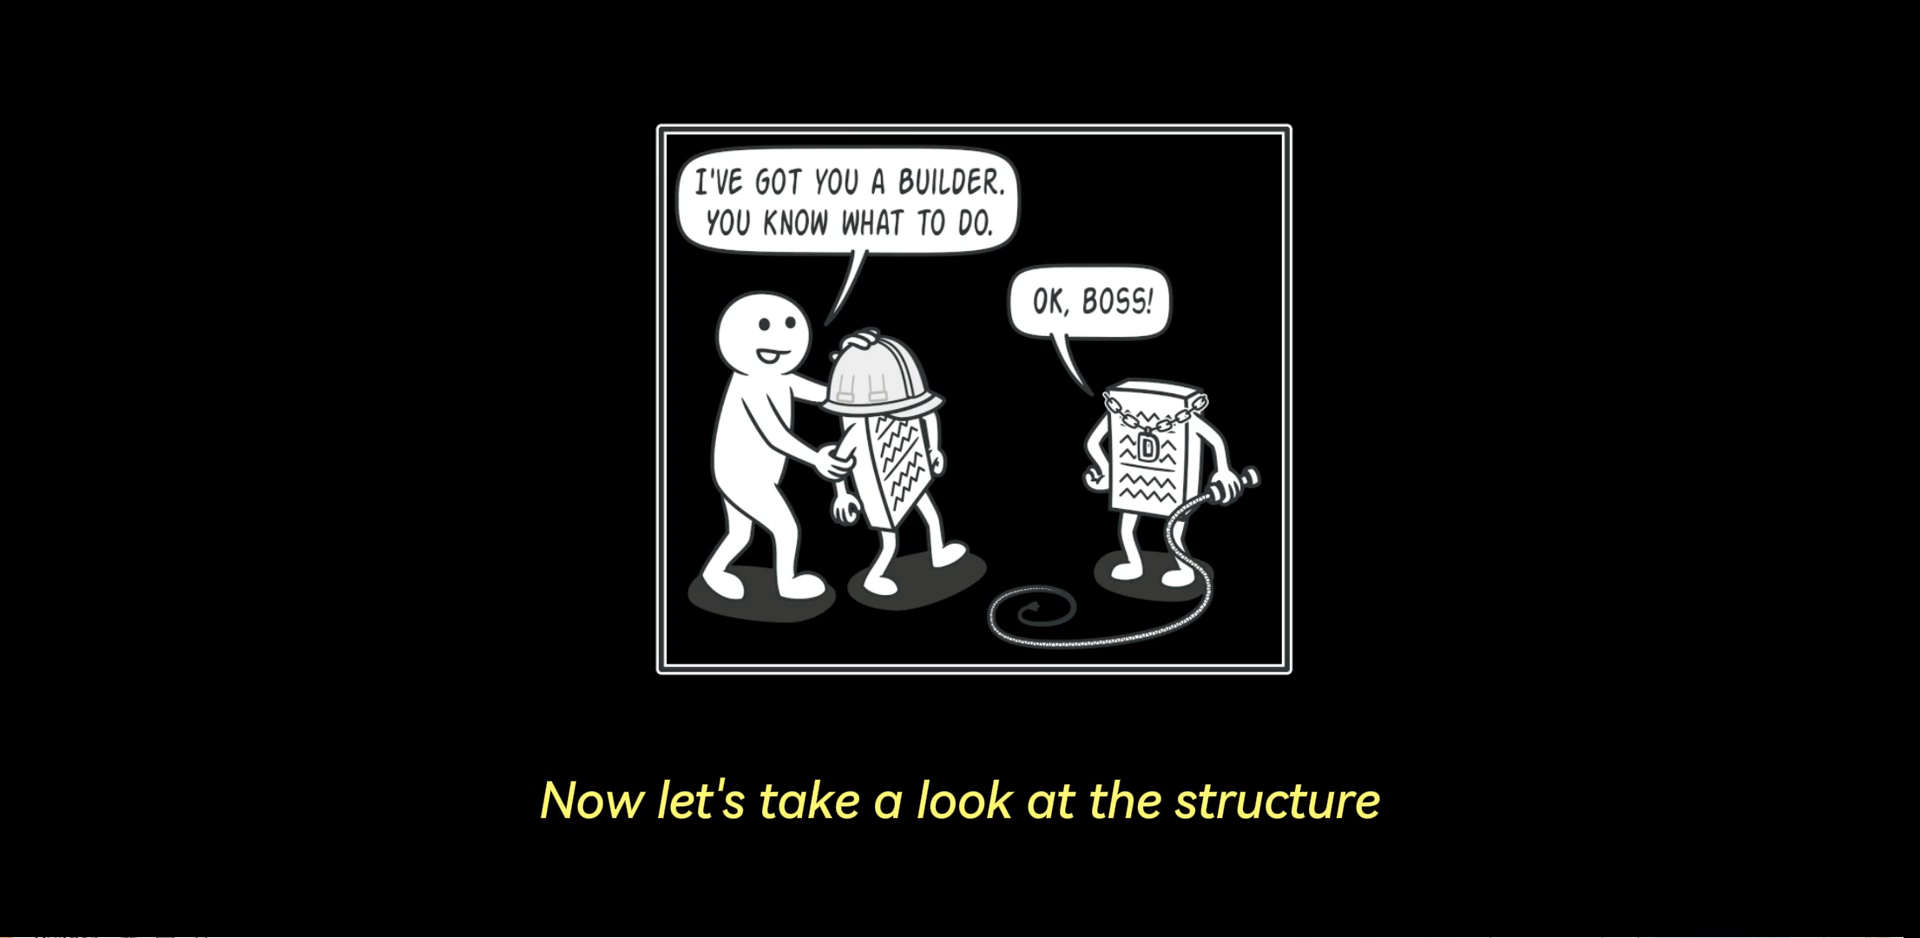 I'VE GOT YOU A BUILDER.
YOU KNOW WHAT TO DO.
OK, BOSS!
D
Now let's take a look at the structure